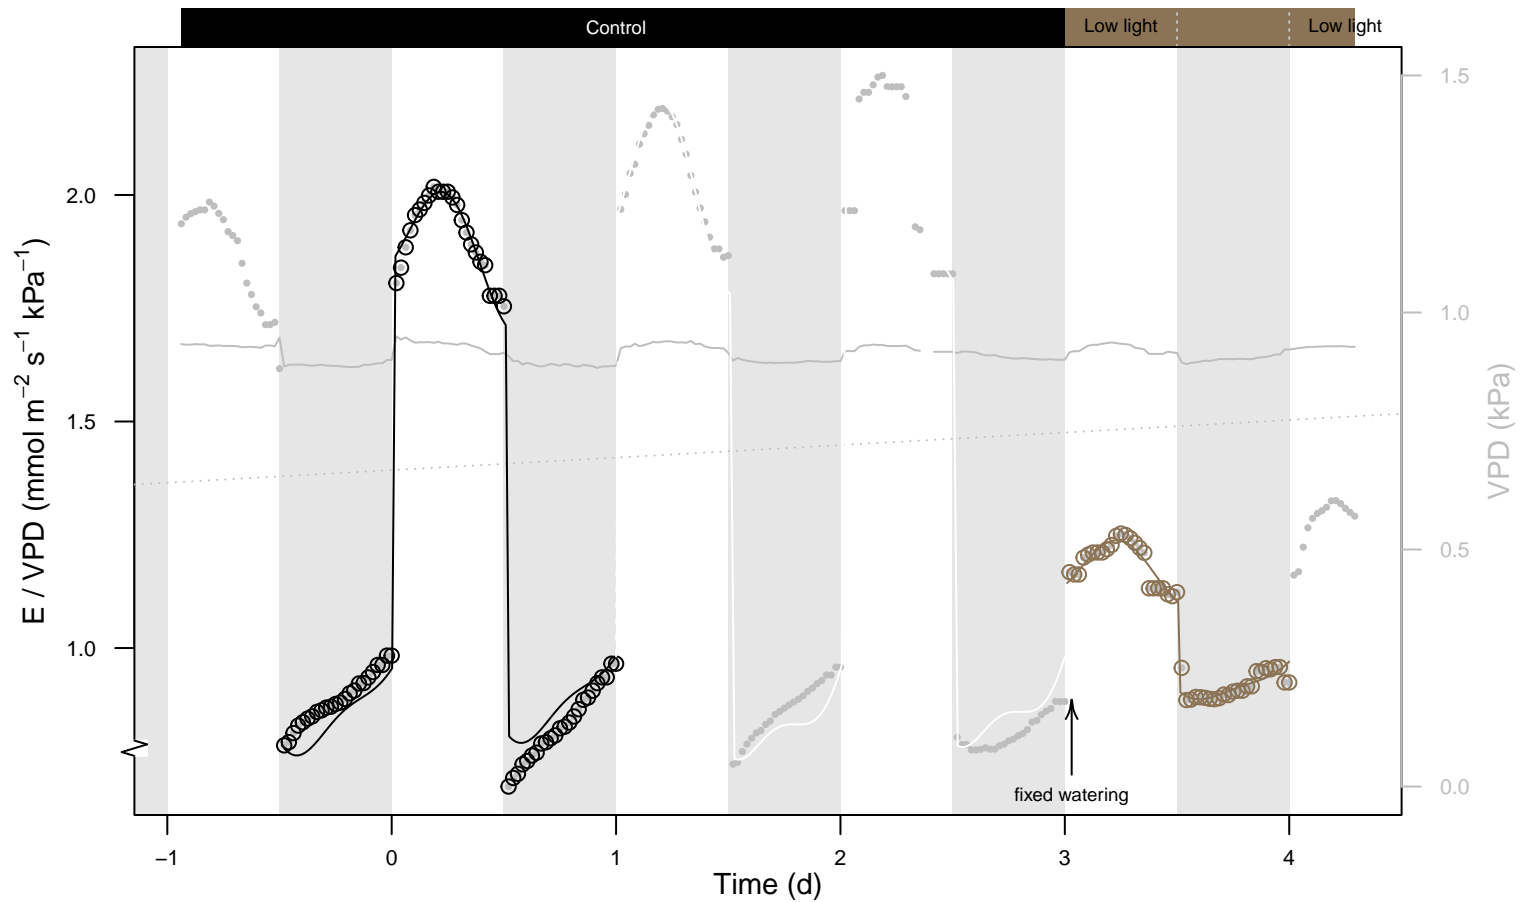 Control
Low light
Low light
E / VPD (mmol m⁻² s⁻¹ kPa⁻¹)
2.0
1.5
1.0
1.5
1.0
0.5
0.0
VPD (kPa)
fixed watering
−1
0
1
2
3
4
Time (d)